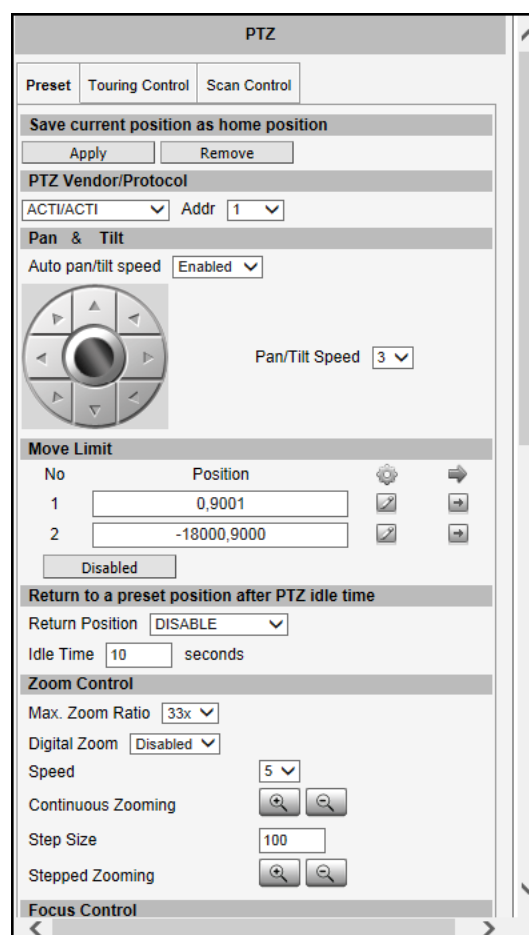 PTZ
Preset Touring Control Scan Control
Save current position as home position
Apply Remove
PTZ Vendor/Protocol
ACTI/ACTI Addr 1
Pan & Tilt
Auto pan/tilt speed Enabled
Pan/Tilt Speed 3
Move Limit
No Position
1 0,9001
2 -18000,9000
Disabled
Return to a preset position after PTZ idle time
Return Position DISABLE
Idle Time 10 seconds
Zoom Control
Max. Zoom Ratio 33x
Digital Zoom Disabled
Speed 5
Continuous Zooming
Step Size 100
Stepped Zooming
Focus Control